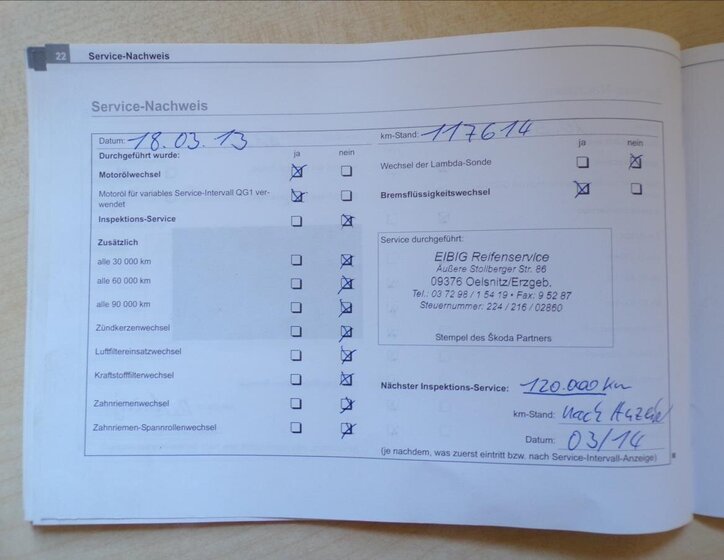 22 Service-Nachweis
Service-Nachweis
Datum: 18.03.13
Durchgeführt wurde: ja nein
Motorölwechsel
Motoröl für variables Service-Intervall QG1 ver-
wendet
Inspektions-Service
Zusätzlich
alle 30 000 km
alle 60 000 km
alle 90 000 km
Zündkerzenwechsel
Luftfiltereinsatzwechsel
Kraftstofffilterwechsel
Zahnriemenwechsel
Zahnriemen-Spannrollenwechsel
km-Stand: 117614
ja nein
Wechsel der Lambda-Sonde
Bremsflüssigkeitswechsel
Service durchgeführt:
EIBIG Reifenservice
Äußere Stollberger Str. 86
09376 Oelsnitz/Erzgeb.
Tel.: 03 72 98 / 1 54 19 • Fax: 9 52 87
Steuernummer: 224 / 216 / 02860
Stempel des Škoda Partners
Nächster Inspektions-Service: 120.000 km
km-Stand: nach
Datum: 03/14
(je nachdem, was zuerst eintritt bzw. nach Service-Intervall-Anzeige)